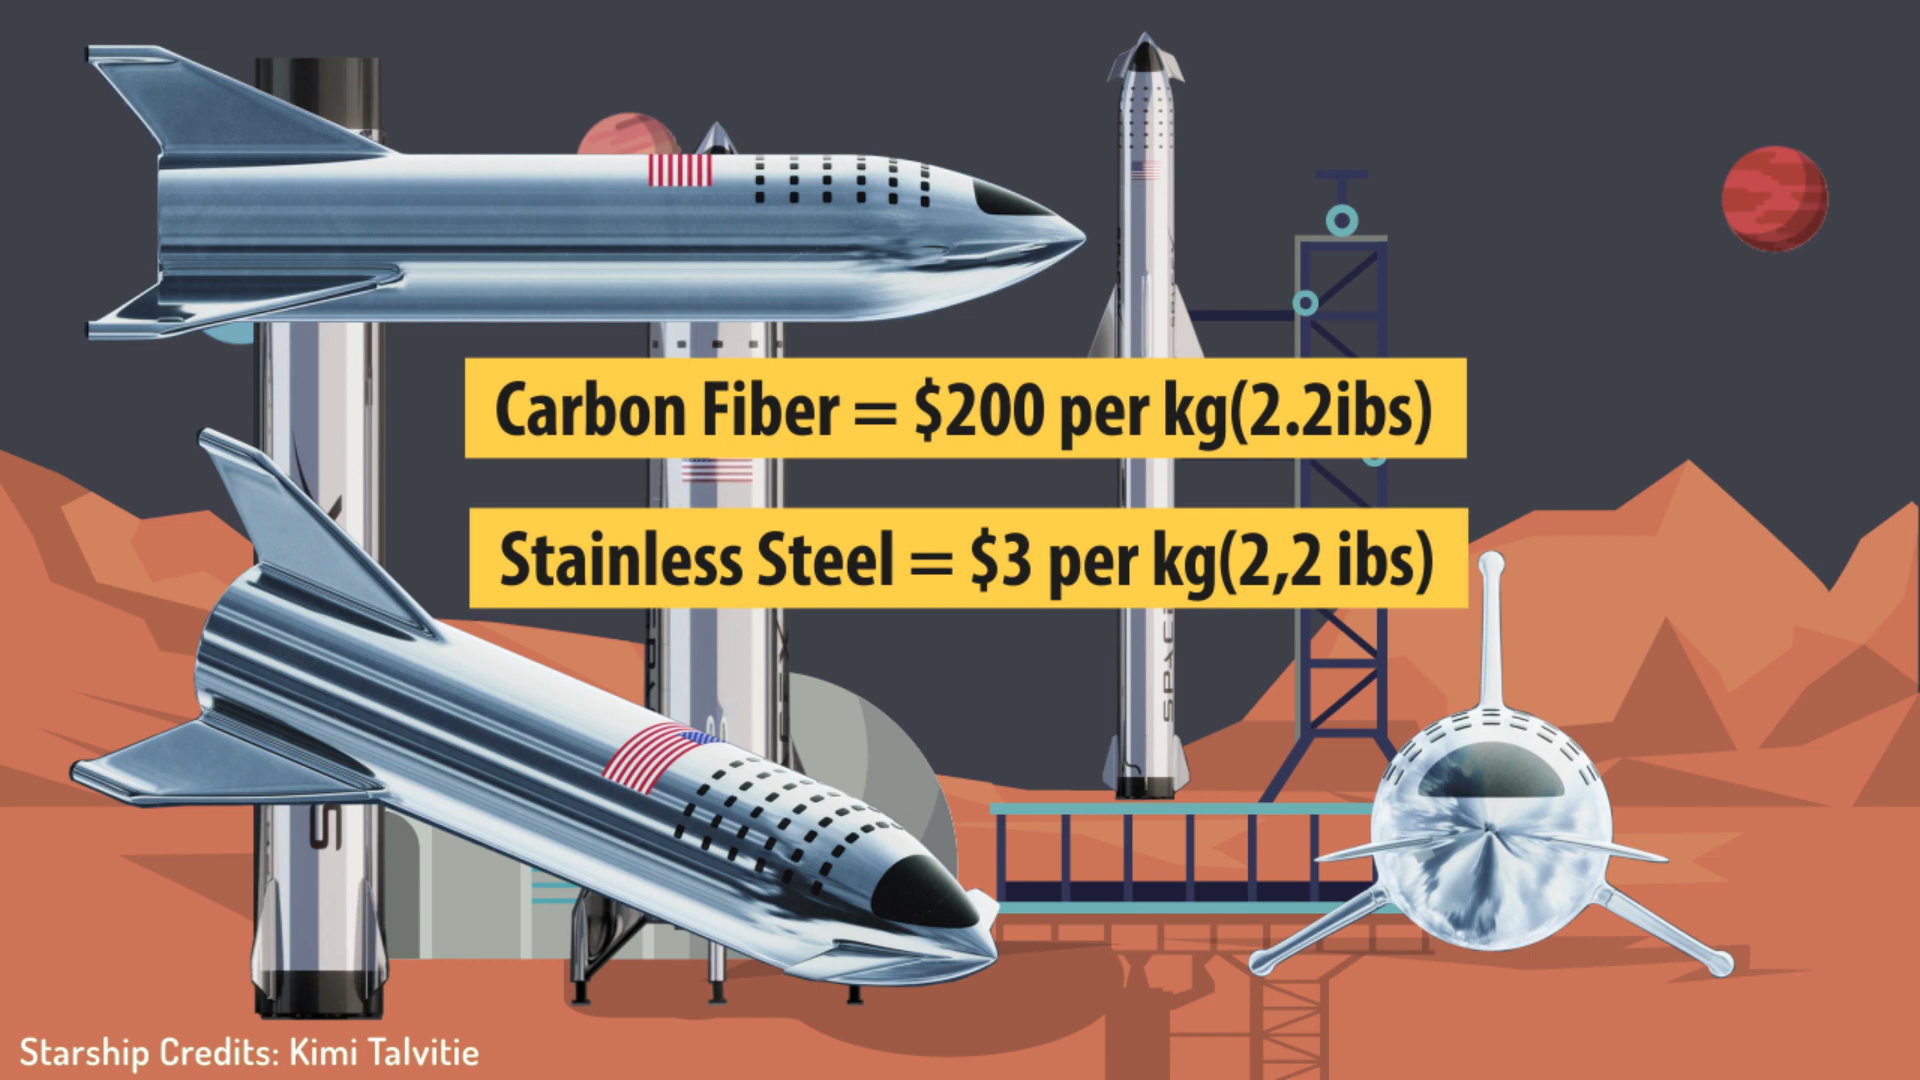 Carbon Fiber = $200 per kg(2.2ibs)
Stainless Steel = $3 per kg(2,2 ibs)
Starship Credits: Kimi Talvitie